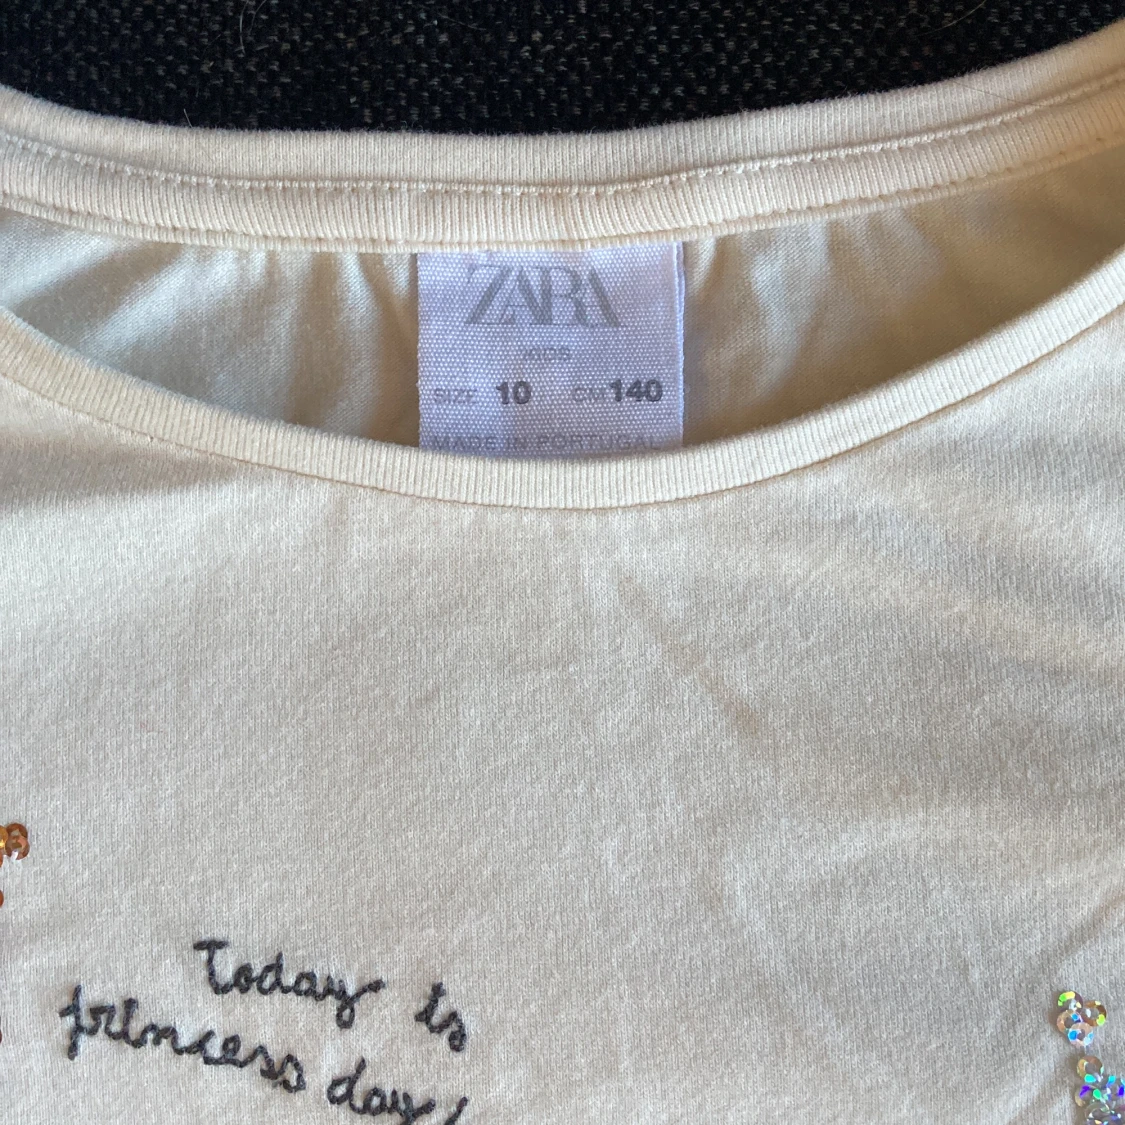 ZARA
KIDS
SIZE 10 CM 140
MADE IN PORTUGAL
Today is
princess day!